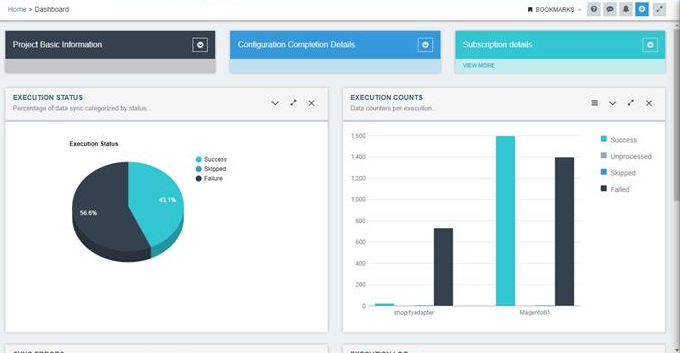 Home > Dashboard
BOOKMARKS
Project Basic Information
Configuration Completion Details
Subscription details
VIEW MORE
EXECUTION STATUS
Percentage of data sync categorized by status...
Execution Status
Success
Skipped
Failure
43.1%
56.6%
EXECUTION COUNTS
Data counters per execution...
1,600
1,400
1,200
1,000
800
600
400
200
0
shopifyadapter
MagentoB1
Success
Unprocessed
Skipped
Failed
SYNC ERRORS
EXECUTION LOG